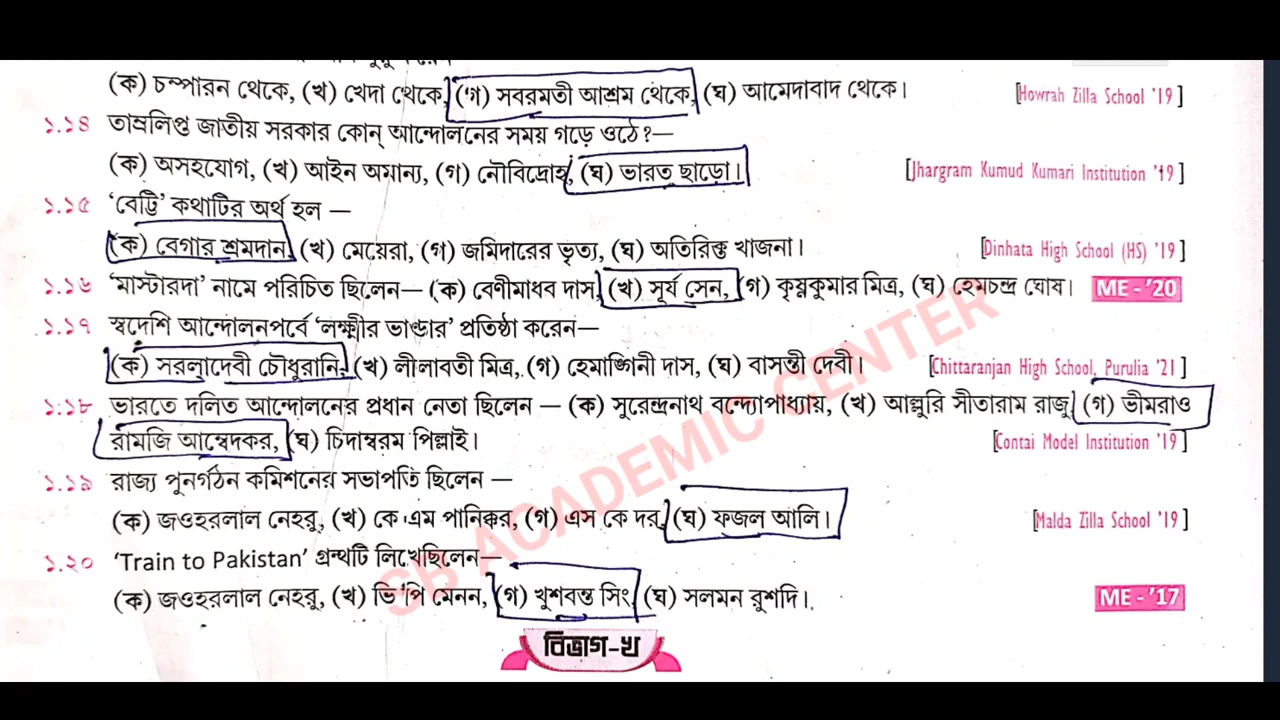 (ক) চম্পারন থেকে, (খ) খেদা থেকে, (গ) সবরমতী আশ্রম থেকে, (ঘ) আমেদাবাদ থেকে। [Howrah Zilla School '19]
১.১৪ তাম্রলিপ্ত জাতীয় সরকার কোন্ আন্দোলনের সময় গড়ে ওঠে?—
(ক) অসহযোগ, (খ) আইন অমান্য, (গ) নৌবিদ্রোহ, (ঘ) ভারত ছাড়ো। [Jhargram Kumud Kumari Institution '19]
১.১৫ 'বেট্টি' কথাটির অর্থ হল —
(ক) বেগার শ্রমদান, (খ) মেয়েরা, (গ) জমিদারের ভৃত্য, (ঘ) অতিরিক্ত খাজনা। [Dinhata High School (HS) '19]
১.১৬ 'মাস্টারদা' নামে পরিচিত ছিলেন— (ক) বেণীমাধব দাস, (খ) সূর্য সেন, (গ) কৃষ্ণকুমার মিত্র, (ঘ) হেমচন্দ্র ঘোষ। ME - '20
১.১৭ স্বদেশি আন্দোলনপর্বে 'লক্ষ্মীর ভাণ্ডার' প্রতিষ্ঠা করেন—
(ক) সরলাদেবী চৌধুরানি, (খ) লীলাবতী মিত্র, (গ) হেমাঙ্গিনী দাস, (ঘ) বাসন্তী দেবী। [Chittaranjan High School, Purulia '21]
১.১৮ ভারতে দলিত আন্দোলনের প্রধান নেতা ছিলেন — (ক) সুরেন্দ্রনাথ বন্দ্যোপাধ্যায়, (খ) আল্লুরি সীতারাম রাজু, (গ) ভীমরাও
রামজি আম্বেদকর, (ঘ) চিদাম্বরম পিল্লাই। [Contai Model Institution '19]
১.১৯ রাজ্য পুনর্গঠন কমিশনের সভাপতি ছিলেন —
(ক) জওহরলাল নেহরু, (খ) কে এম পানিক্কর, (গ) এস কে দর, (ঘ) ফজল আলি। [Malda Zilla School '19]
১.২০ 'Train to Pakistan' গ্রন্থটি লিখেছিলেন—
(ক) জওহরলাল নেহরু, (খ) ভি পি মেনন, (গ) খুশবন্ত সিং, (ঘ) সলমন রুশদি। ME - '17
বিভাগ-খ
SB ACADEMIC CENTER